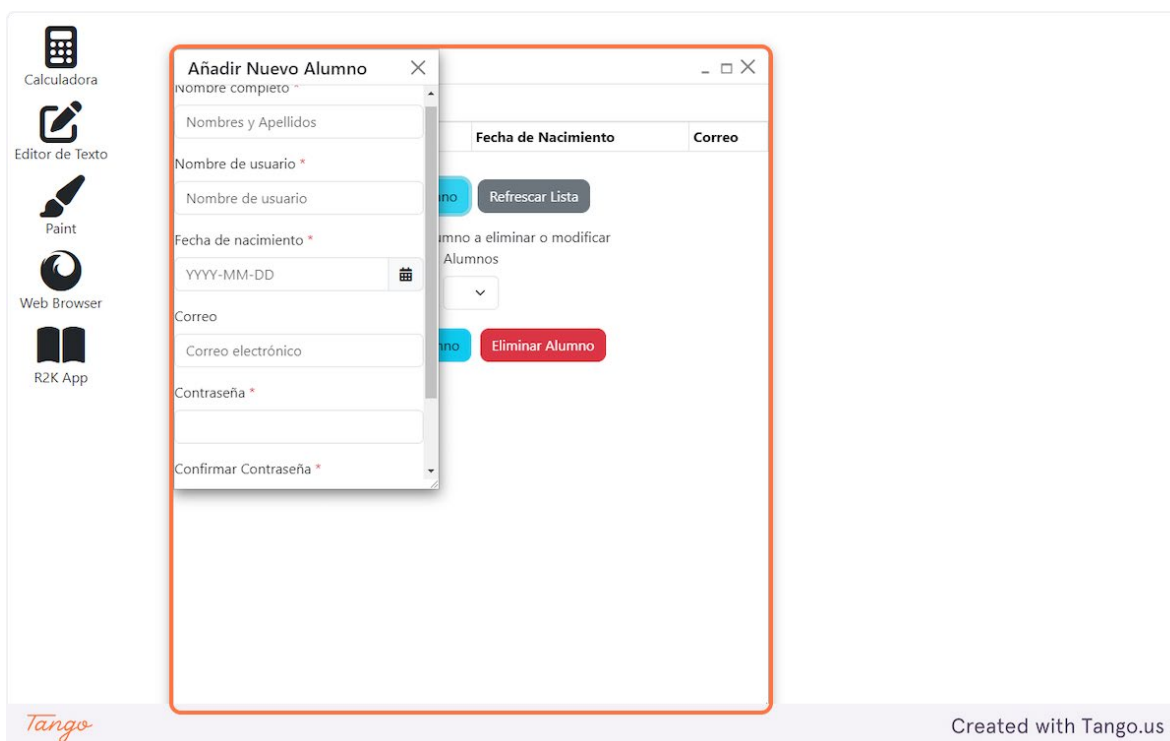 Calculadora
Editor de Texto
Paint
Web Browser
R2K App
Añadir Nuevo Alumno
Nombre completo *
Nombres y Apellidos
Nombre de usuario *
Nombre de usuario
Fecha de nacimiento *
YYYY-MM-DD
Correo
Correo electrónico
Contraseña *
Confirmar Contraseña *
Fecha de Nacimiento Correo
Refrescar Lista
a eliminar o modificar
Alumnos
Eliminar Alumno
Tango
Created with Tango.us